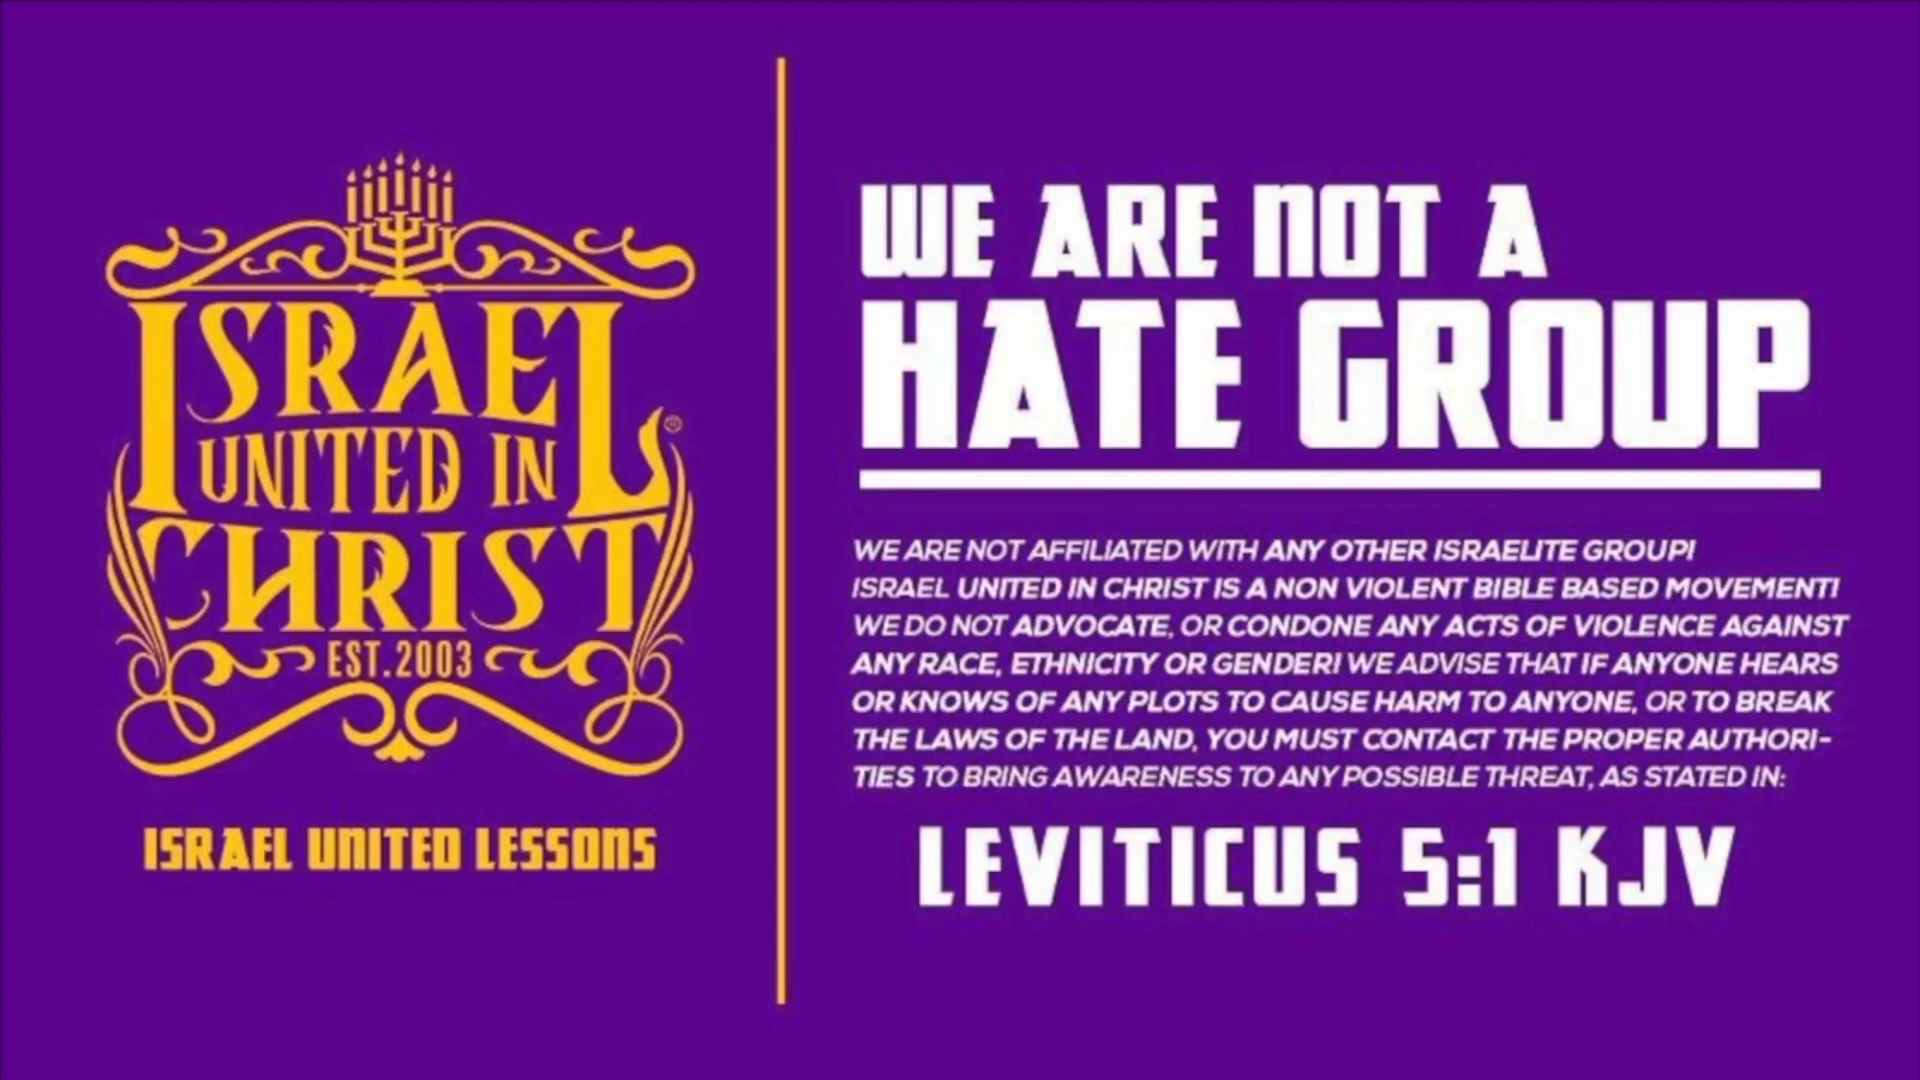 ISRAEL
UNITED IN
CHRIST
®
EST. 2003
ISRAEL UNITED LESSONS
WE ARE NOT A
HATE GROUP
WE ARE NOT AFFILIATED WITH ANY OTHER ISRAELITE GROUP!
ISRAEL UNITED IN CHRIST IS A NON VIOLENT BIBLE BASED MOVEMENT!
WE DO NOT ADVOCATE, OR CONDONE ANY ACTS OF VIOLENCE AGAINST
ANY RACE, ETHNICITY OR GENDER! WE ADVISE THAT IF ANYONE HEARS
OR KNOWS OF ANY PLOTS TO CAUSE HARM TO ANYONE, OR TO BREAK
THE LAWS OF THE LAND, YOU MUST CONTACT THE PROPER AUTHORI-
TIES TO BRING AWARENESS TO ANY POSSIBLE THREAT, AS STATED IN:
LEVITICUS 5:1 KJV